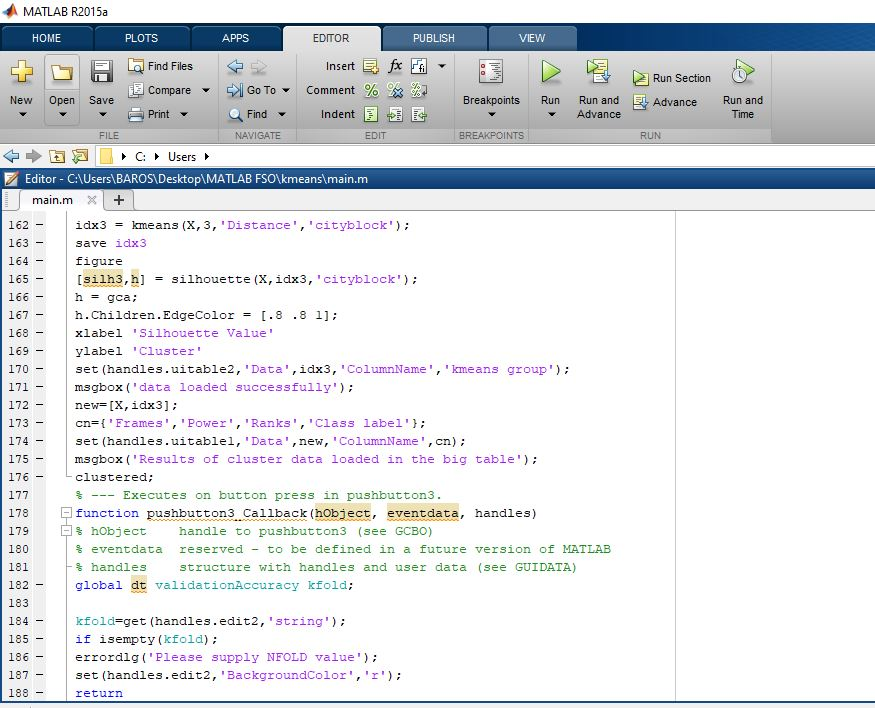 MATLAB R2015a
HOME PLOTS APPS EDITOR PUBLISH VIEW
New Open Save Find Files Compare Print
Go To Find
Insert fx fi
Comment % % %
Indent
Breakpoints
Run Run and Advance Run Section Advance Run and Time
FILE NAVIGATE EDIT BREAKPOINTS RUN
C: Users
Editor - C:\Users\BAROS\Desktop\MATLAB FSO\kmeans\main.m
main.m
162 idx3 = kmeans(X,3,'Distance','cityblock');
163 save idx3
164 figure
165 [silh3,h] = silhouette(X,idx3,'cityblock');
166 h = gca;
167 h.Children.EdgeColor = [.8 .8 1];
168 xlabel 'Silhouette Value'
169 ylabel 'Cluster'
170 set(handles.uitable2,'Data',idx3,'ColumnName','kmeans group');
171 msgbox('data loaded successfully');
172 new=[X,idx3];
173 cn={'Frames','Power','Ranks','Class label'};
174 set(handles.uitable1,'Data',new,'ColumnName',cn);
175 msgbox('Results of cluster data loaded in the big table');
176 clustered;
177 % --- Executes on button press in pushbutton3.
178 function pushbutton3_Callback(hObject, eventdata, handles)
179 % hObject    handle to pushbutton3 (see GCBO)
180 % eventdata  reserved - to be defined in a future version of MATLAB
181 % handles    structure with handles and user data (see GUIDATA)
182 global dt validationAccuracy kfold;
183
184 kfold=get(handles.edit2,'string');
185 if isempty(kfold);
186 errordlg('Please supply NFOLD value');
187 set(handles.edit2,'BackgroundColor','r');
188 return